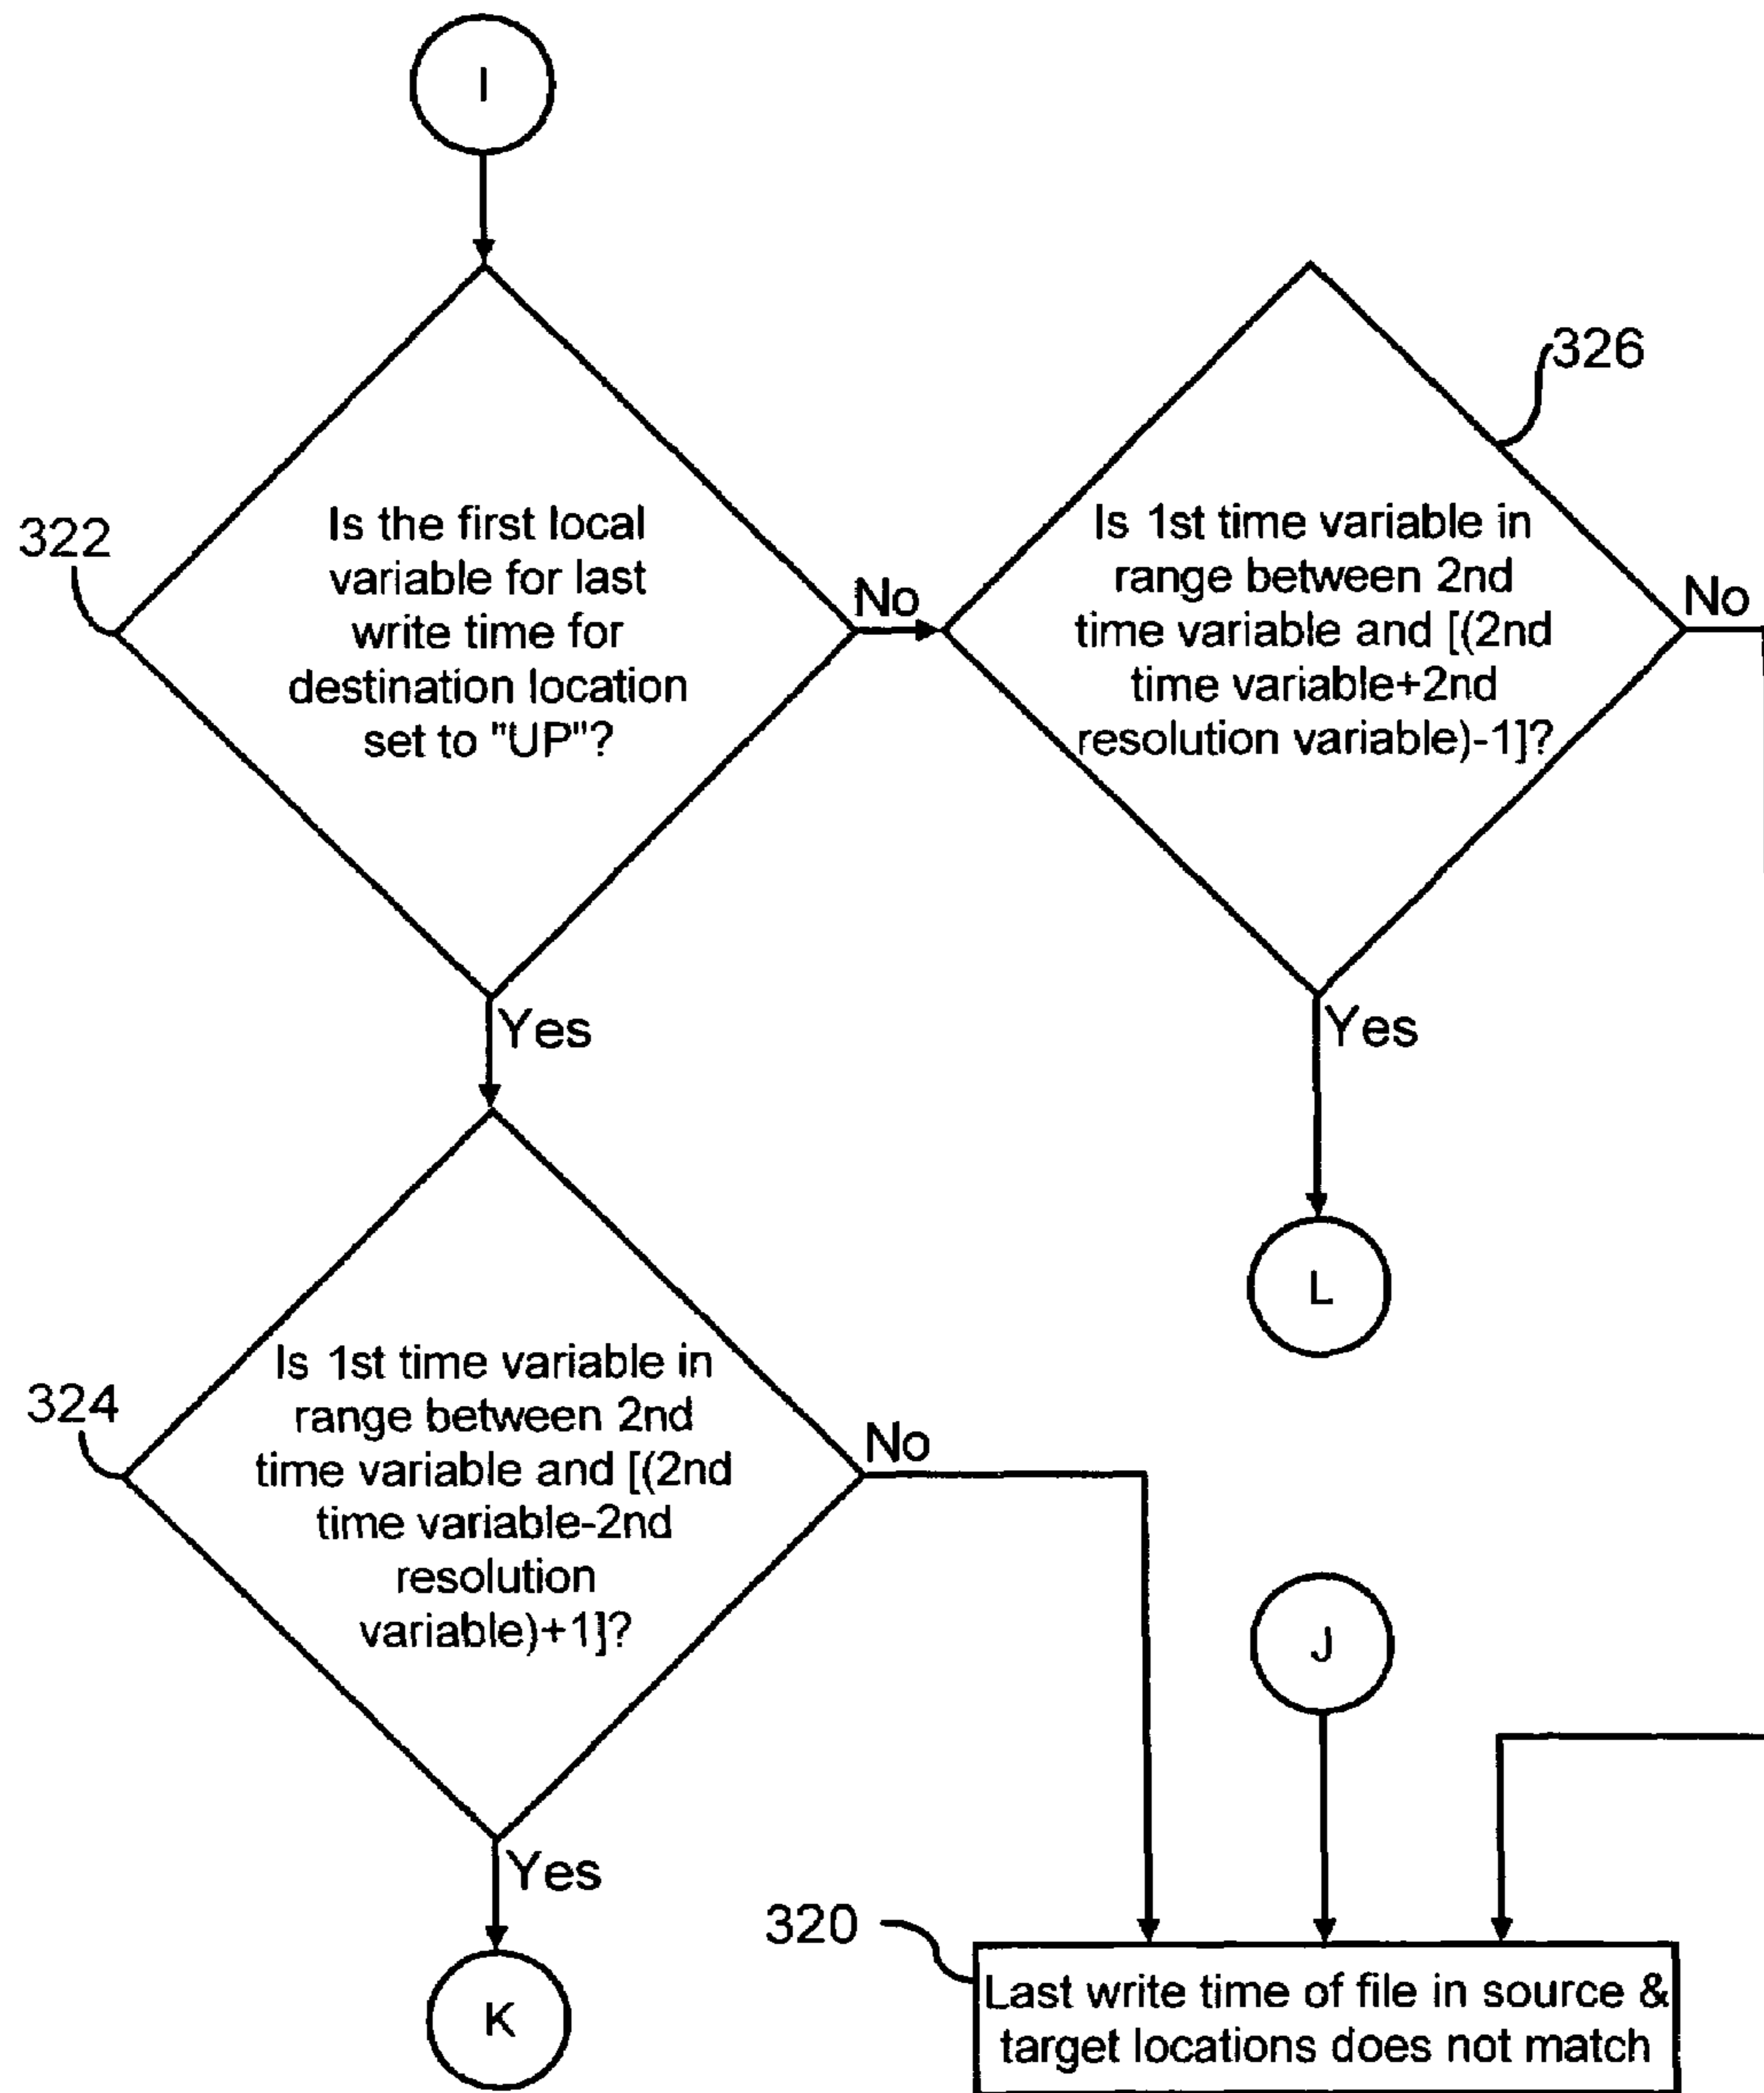 I
326
322
Is the first local
variable for last
write time for
destination location
set to "UP"?
No
Is 1st time variable in
range between 2nd
time variable and [(2nd
time variable+2nd
resolution variable)-1]?
No
Yes
Yes
L
324
Is 1st time variable in
range between 2nd
time variable and [(2nd
time variable-2nd
resolution
variable)+1]?
No
J
Yes
K
320
Last write time of file in source &
target locations does not match